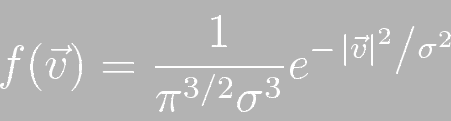 f(\vec{v}) = \frac{1}{\pi^{3/2}\sigma^3} e^{-|\vec{v}|^2/\sigma^2}